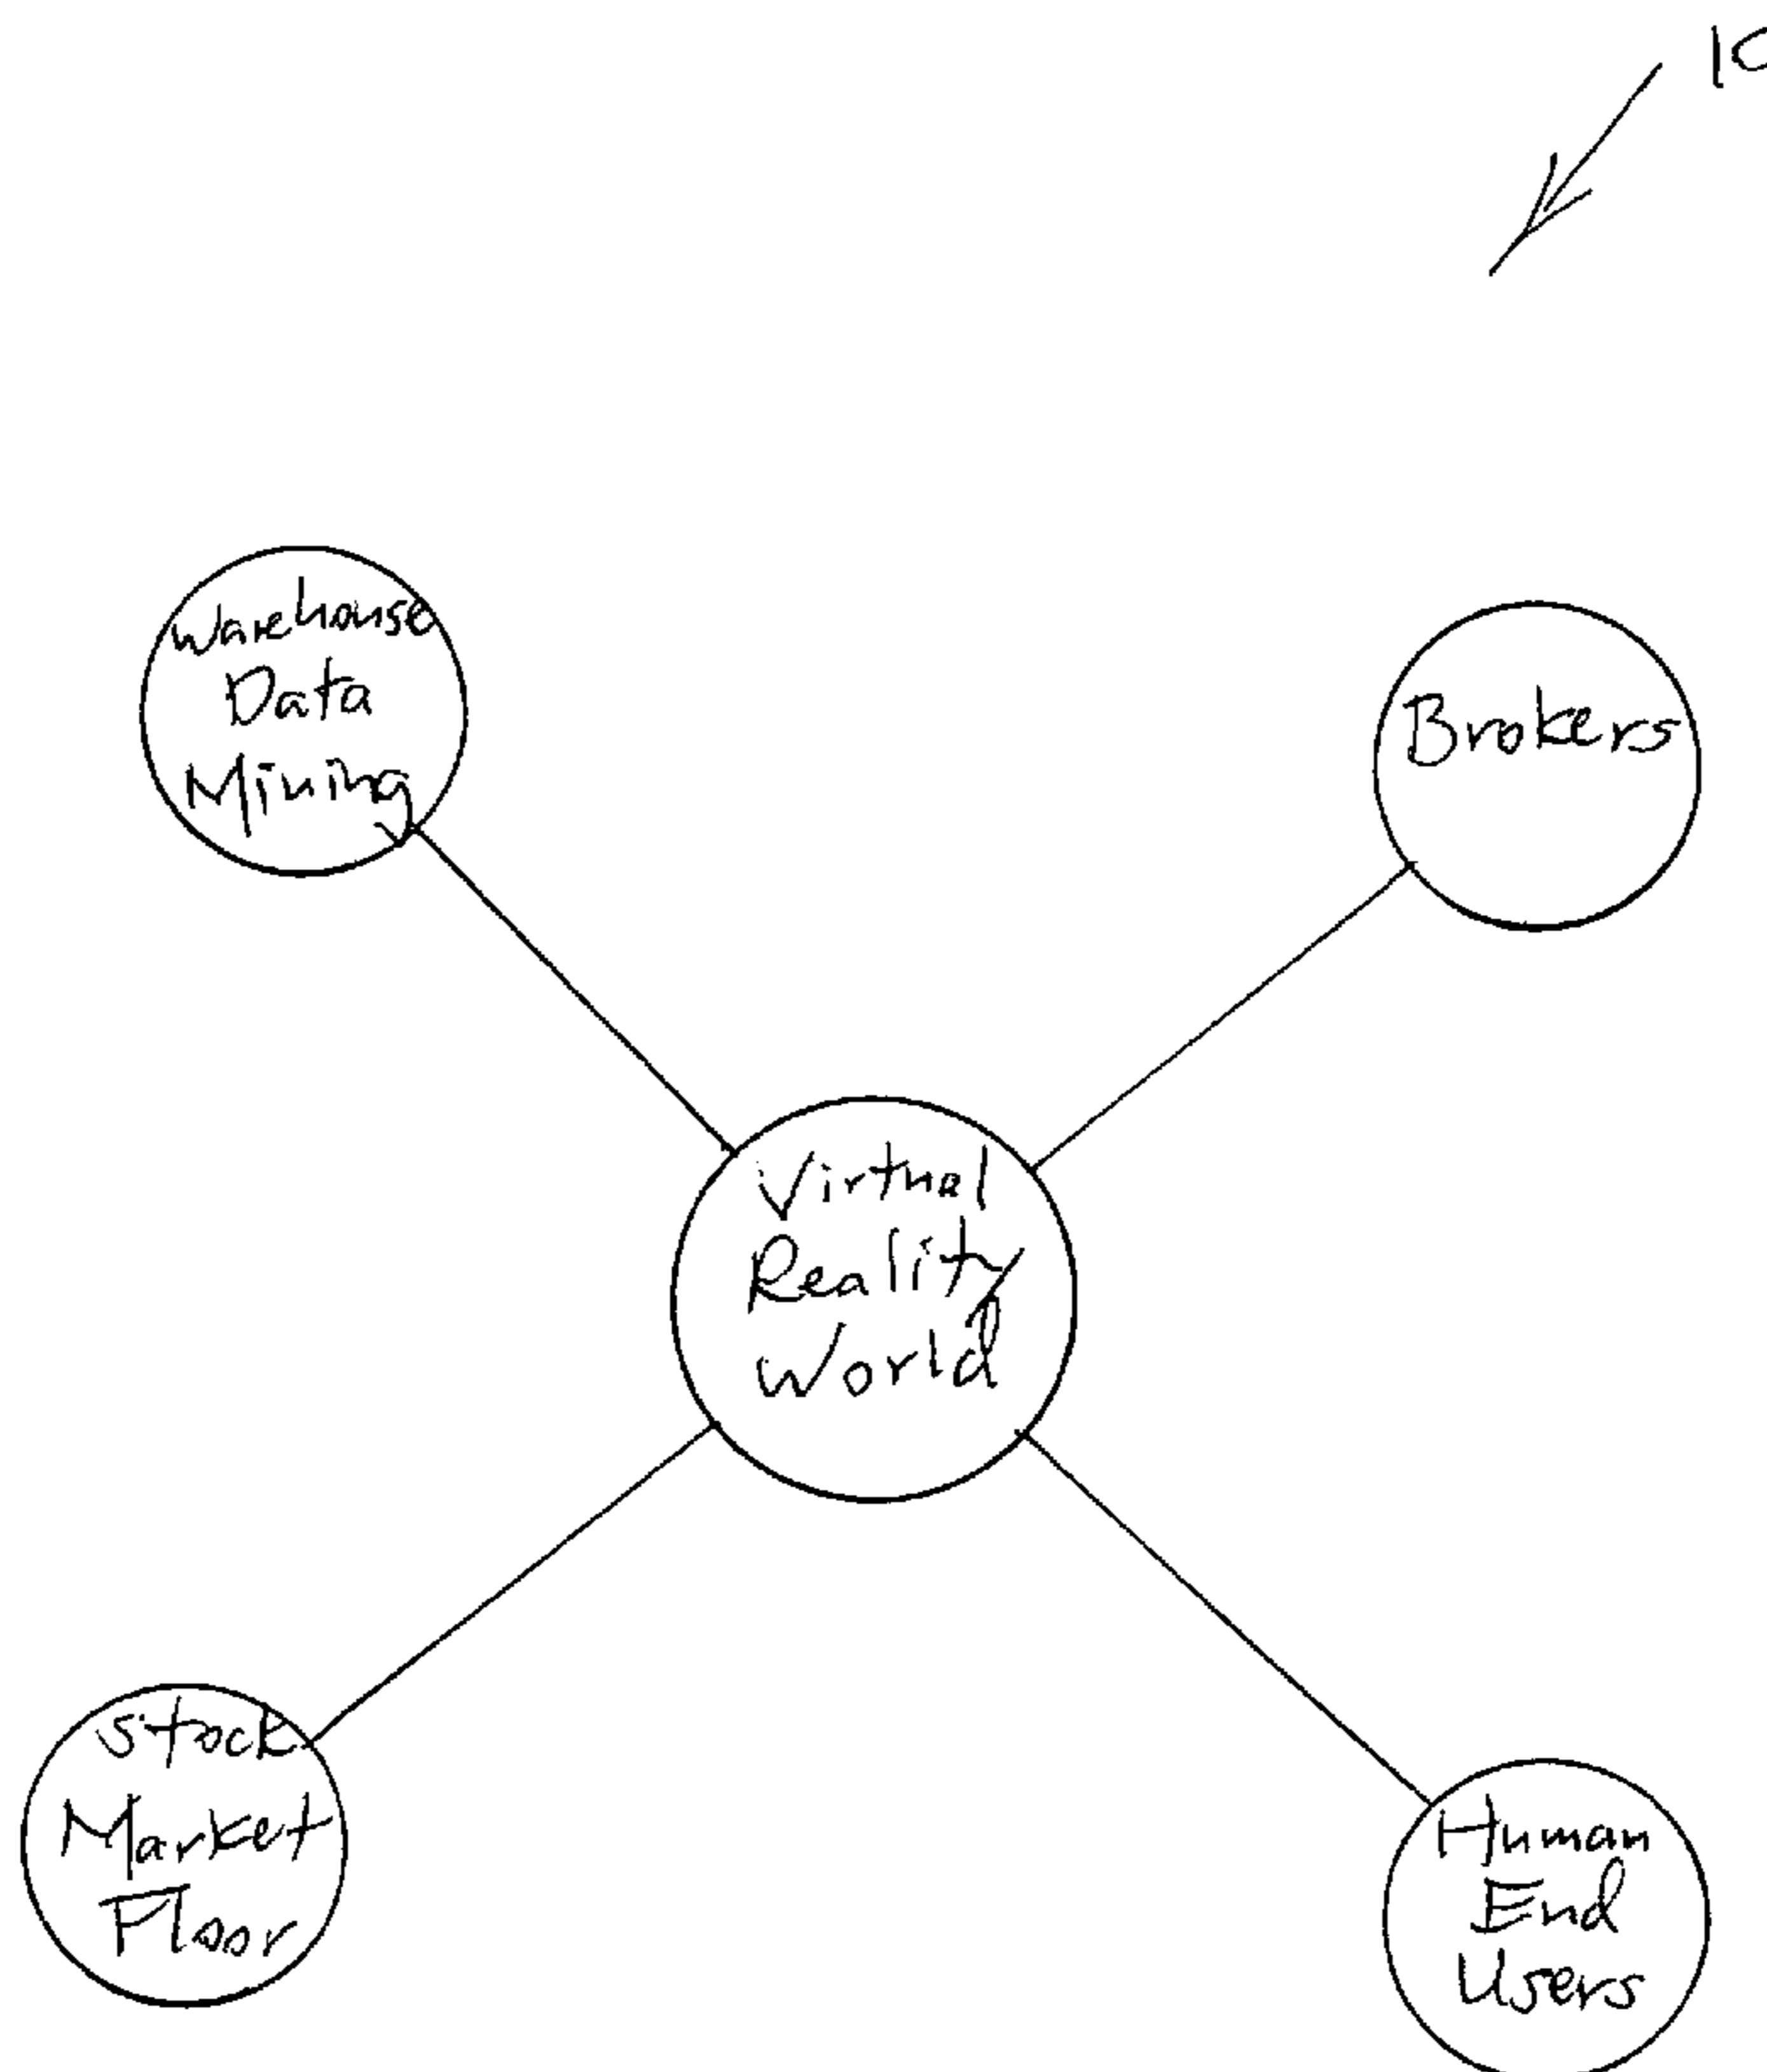 10
Warehouse
Data
Mining
Brokers
Virtual
Reality
World
Stock
Market
Floor
Human
End
Users